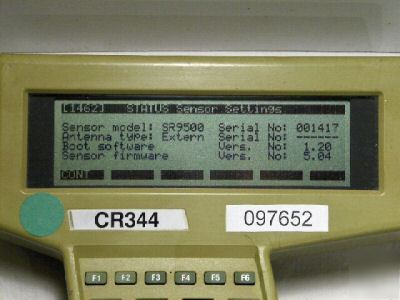 [1462] STATUS Sensor Settings
Sensor model: SR9500 Serial No: 001417
Antenna type: Extern Serial No: ------
Boot software Vers. No: 1.20
Sensor firmware Vers. No: 5.04
CONT
CR344 097652
F1 F2 F3 F4 F5 F6